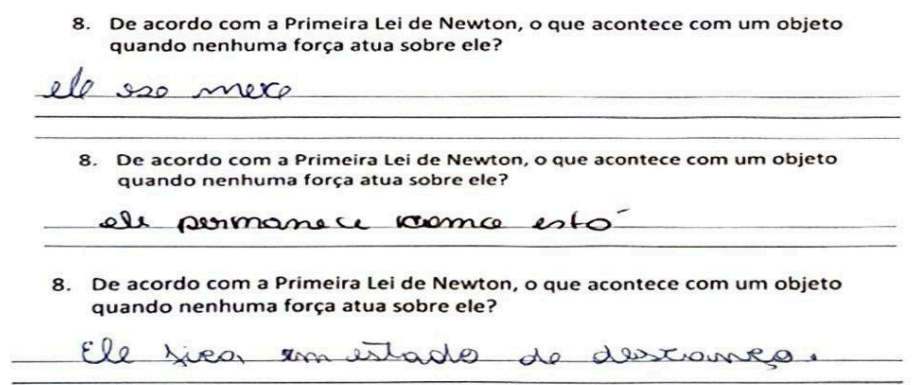 8. De acordo com a Primeira Lei de Newton, o que acontece com um objeto
quando nenhuma força atua sobre ele?
ele não mexe
8. De acordo com a Primeira Lei de Newton, o que acontece com um objeto
quando nenhuma força atua sobre ele?
ele permanece como está
8. De acordo com a Primeira Lei de Newton, o que acontece com um objeto
quando nenhuma força atua sobre ele?
Ele fica em estado de descanço.